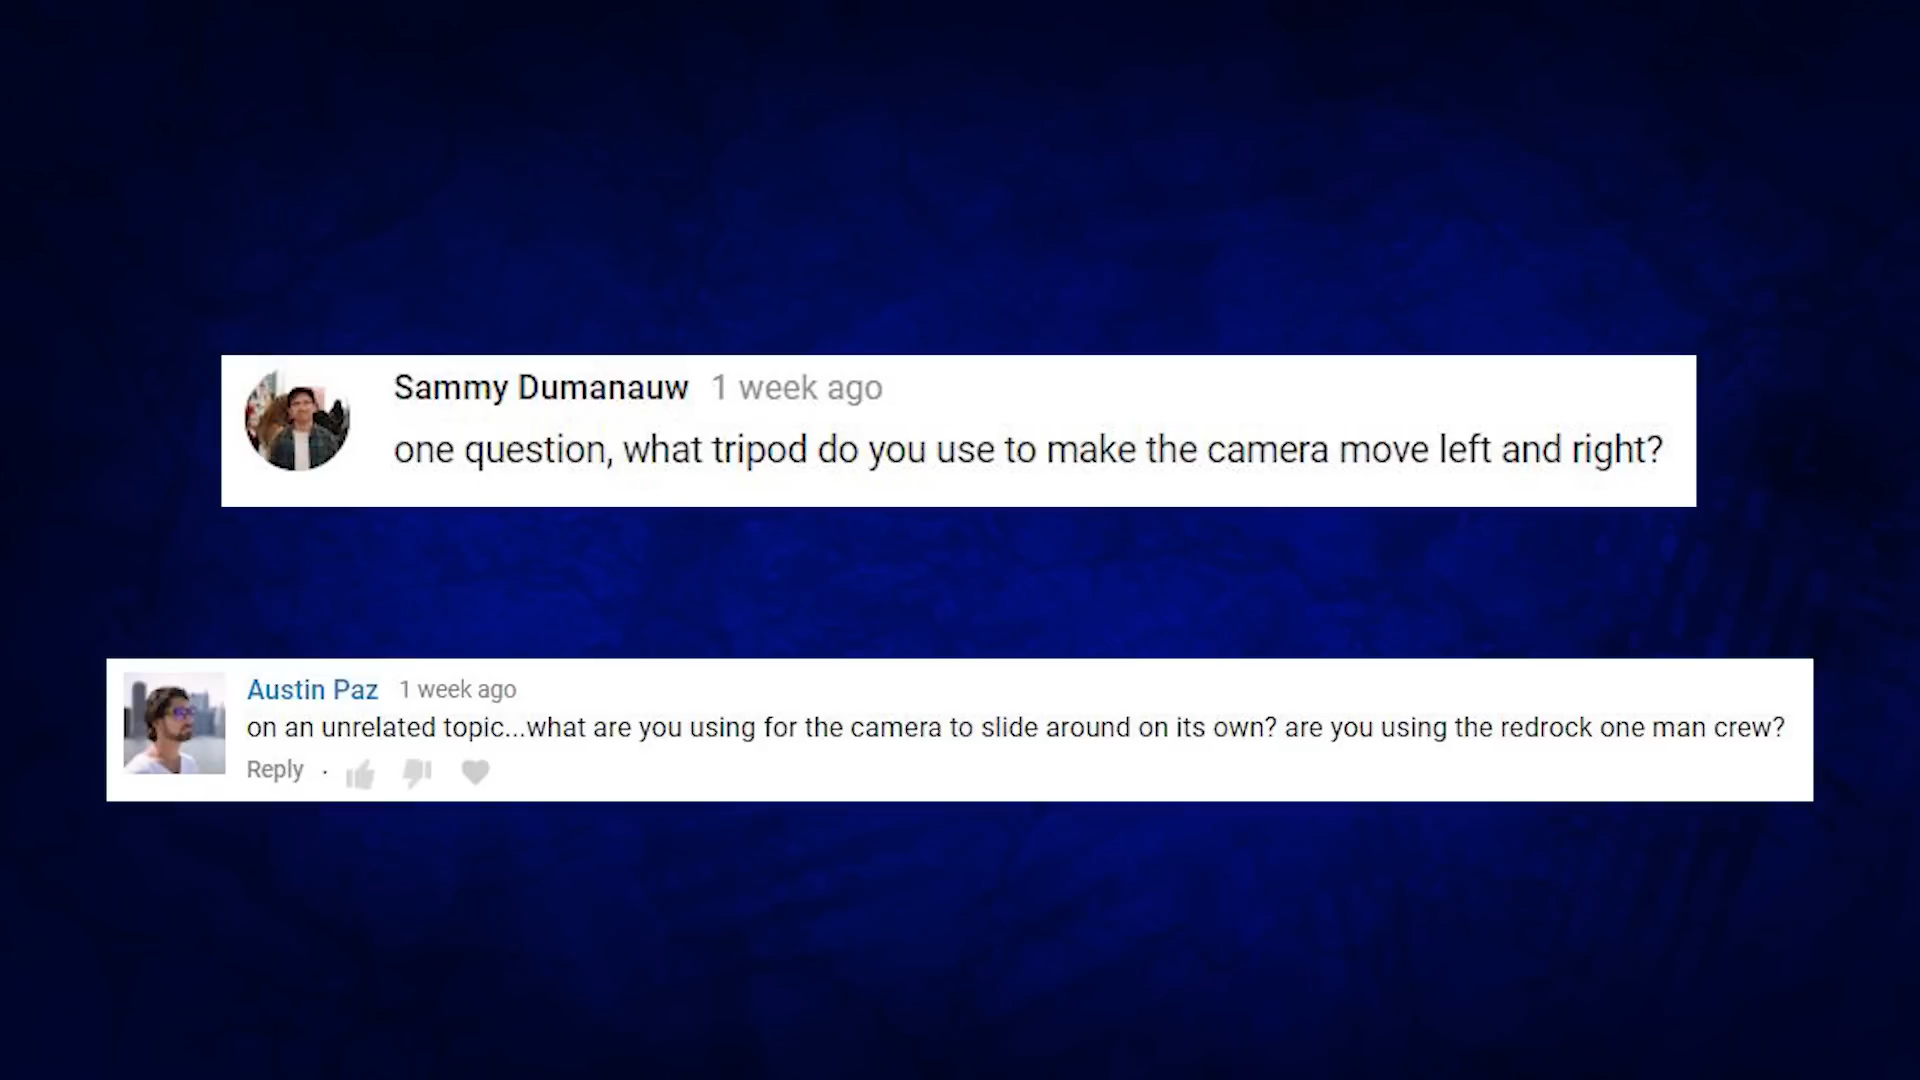 Sammy Dumanauw 1 week ago
one question, what tripod do you use to make the camera move left and right?
Austin Paz 1 week ago
on an unrelated topic...what are you using for the camera to slide around on its own? are you using the redrock one man crew?
Reply ·